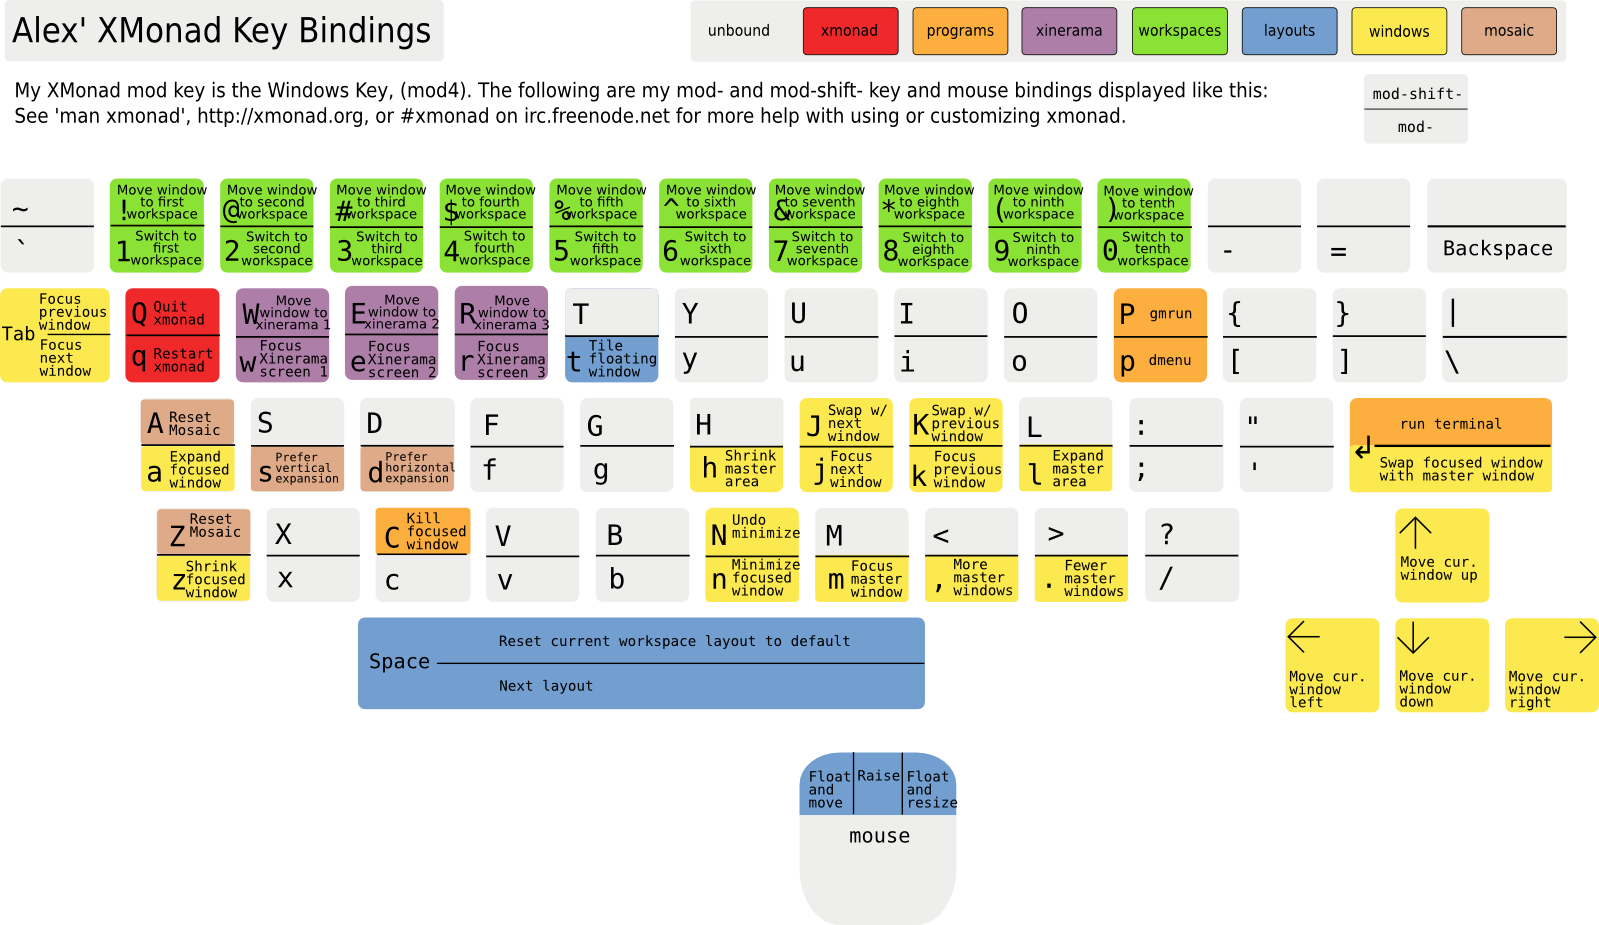 Alex' XMonad Key Bindings
unbound
xmonad
programs
xinerama
workspaces
layouts
windows
mosaic
My XMonad mod key is the Windows Key, (mod4). The following are my mod- and mod-shift- key and mouse bindings displayed like this:
See 'man xmonad', http://xmonad.org, or #xmonad on irc.freenode.net for more help with using or customizing xmonad.
mod-shift-
mod-
~
`
! Move window
to first
workspace
1 Switch to
first
workspace
@ Move window
to second
workspace
2 Switch to
second
workspace
# Move window
to third
workspace
3 Switch to
third
workspace
$ Move window
to fourth
workspace
4 Switch to
fourth
workspace
% Move window
to fifth
workspace
5 Switch to
fifth
workspace
^ Move window
to sixth
workspace
6 Switch to
sixth
workspace
& Move window
to seventh
workspace
7 Switch to
seventh
workspace
* Move window
to eighth
workspace
8 Switch to
eighth
workspace
( Move window
to ninth
workspace
9 Switch to
ninth
workspace
) Move window
to tenth
workspace
0 Switch to
tenth
workspace
-
=
Backspace
Tab
Focus
previous
window
Focus
next
window
Q Quit
xmonad
q Restart
xmonad
W Move
window to
xinerama 1
w Focus
Xinerama
screen 1
E Move
window to
xinerama 2
e Focus
Xinerama
screen 2
R Move
window to
xinerama 3
r Focus
Xinerama
screen 3
T
t Tile
floating
window
Y
y
U
u
I
i
O
o
P gmrun
p dmenu
{
[
}
]
|
\
A Reset
Mosaic
a Expand
focused
window
S
s Prefer
vertical
expansion
D
d Prefer
horizontal
expansion
F
f
G
g
H
h Shrink
master
area
J Swap w/
next
window
j Focus
next
window
K Swap w/
previous
window
k Focus
previous
window
L
l Expand
master
area
:
;
"
'
↲
run terminal
Swap focused window
with master window
Z Reset
Mosaic
z Shrink
focused
window
X
x
C Kill
focused
window
c
V
v
B
b
N Undo
minimize
n Minimize
focused
window
M
m Focus
master
window
<
, More
master
windows
>
. Fewer
master
windows
?
/
↑
Move cur.
window up
Space
Reset current workspace layout to default
Next layout
←
Move cur.
window
left
↓
Move cur.
window
down
→
Move cur.
window
right
Float
and
move
Raise
Float
and
resize
mouse